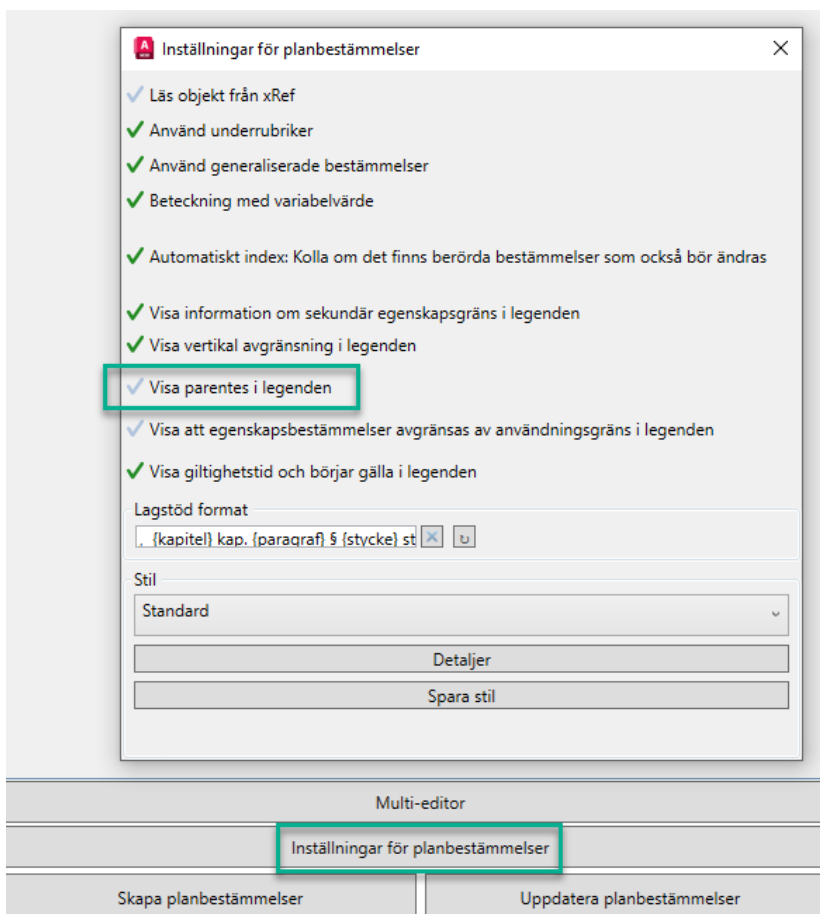 Inställningar för planbestämmelser
Läs objekt från xRef
Använd underrubriker
Använd generaliserade bestämmelser
Beteckning med variabelvärde
Automatiskt index: Kolla om det finns berörda bestämmelser som också bör ändras
Visa information om sekundär egenskapsgräns i legenden
Visa vertikal avgränsning i legenden
Visa parentes i legenden
Visa att egenskapsbestämmelser avgränsas av användningsgräns i legenden
Visa giltighetstid och börjar gälla i legenden
Lagstöd format
, {kapitel} kap. {paragraf} § {stycke} st
Stil
Standard
Detaljer
Spara stil
Multi-editor
Inställningar för planbestämmelser
Skapa planbestämmelser Uppdatera planbestämmelser